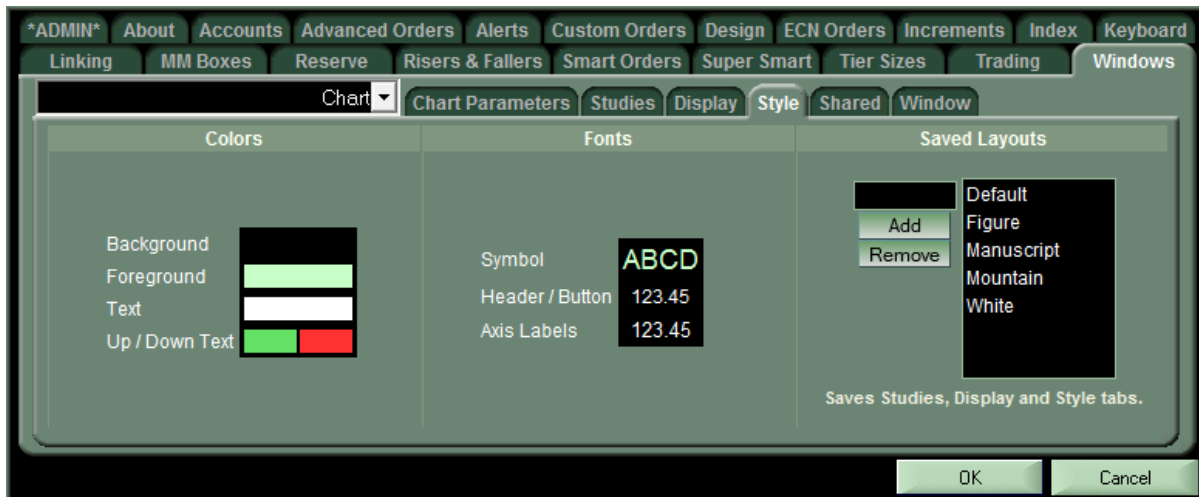 *ADMIN* About Accounts Advanced Orders Alerts Custom Orders Design ECN Orders Increments Index Keyboard
Linking MM Boxes Reserve Risers & Fallers Smart Orders Super Smart Tier Sizes Trading Windows
Chart Chart Parameters Studies Display Style Shared Window
Colors Fonts Saved Layouts
Background
Foreground
Text
Up / Down Text
Symbol ABCD
Header / Button 123.45
Axis Labels 123.45
Add
Remove
Default
Figure
Manuscript
Mountain
White
Saves Studies, Display and Style tabs.
OK Cancel